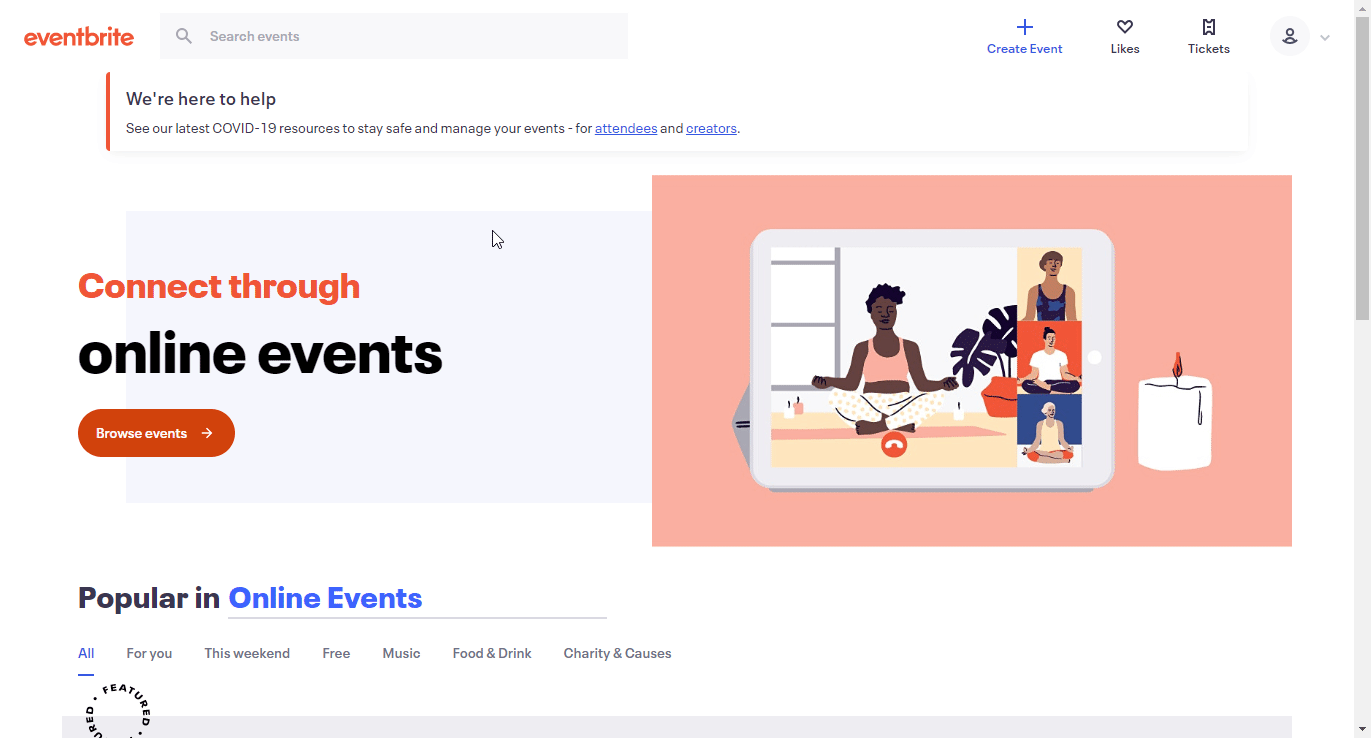 eventbrite
Search events
Create Event
Likes
Tickets
We're here to help
See our latest COVID-19 resources to stay safe and manage your events - for attendees and creators.
Connect through
online events
Browse events
Popular in Online Events
All
For you
This weekend
Free
Music
Food & Drink
Charity & Causes
• FEATURED •